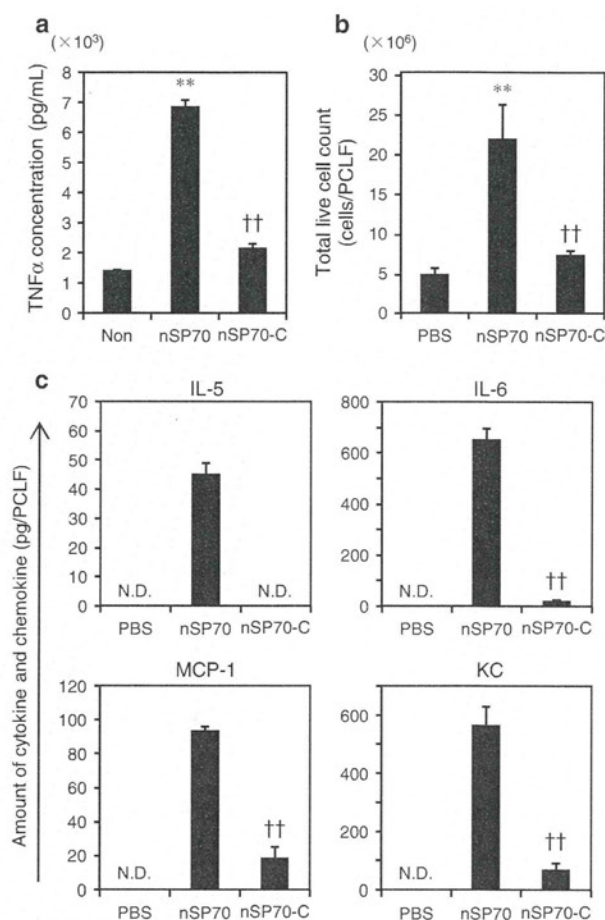 a
(×10³)
TNFα concentration (pg/mL)
8
7
6
5
4
3
2
1
0
**
††
Non nSP70 nSP70-C
b
(×10⁶)
Total live cell count
(cells/PCLF)
30
25
20
15
10
5
0
**
††
PBS nSP70 nSP70-C
c
Amount of cytokine and chemokine (pg/PCLF)
IL-5
70
60
50
40
30
20
10
0
N.D. N.D.
PBS nSP70 nSP70-C
IL-6
800
600
400
200
0
N.D.
††
PBS nSP70 nSP70-C
MCP-1
120
100
80
60
40
20
0
N.D.
††
PBS nSP70 nSP70-C
KC
600
400
200
0
N.D.
††
PBS nSP70 nSP70-C